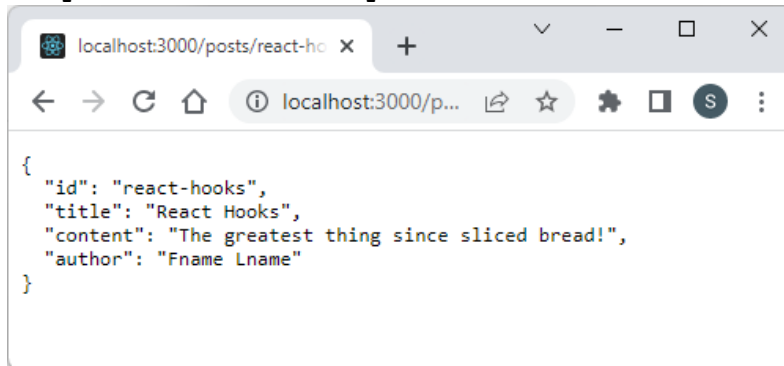 localhost:3000/posts/react-ho
localhost:3000/p...
S
{
  "id": "react-hooks",
  "title": "React Hooks",
  "content": "The greatest thing since sliced bread!",
  "author": "Fname Lname"
}